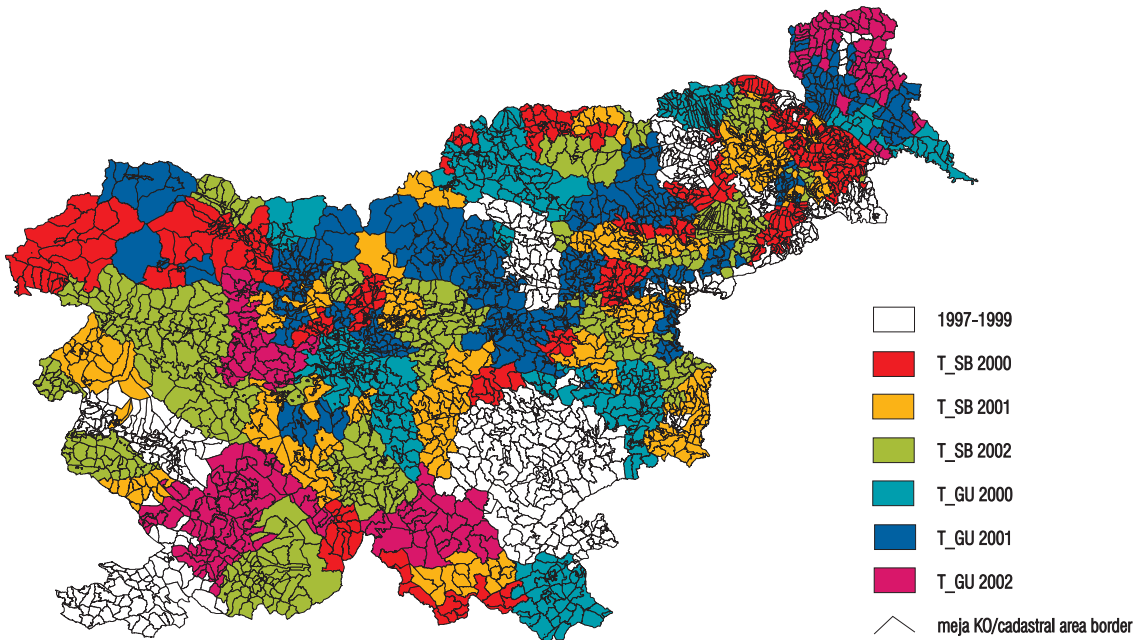 1997-1999
T_SB 2000
T_SB 2001
T_SB 2002
T_GU 2000
T_GU 2001
T_GU 2002
meja KO/cadastral area border